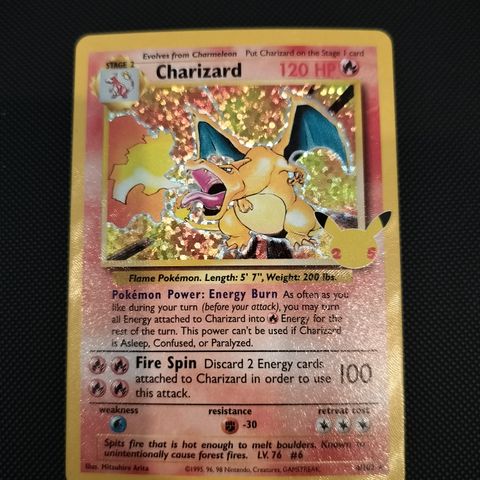 Evolves from Charmeleon Put Charizard on the Stage 1 card
STAGE 2
Charizard 120 HP
25
Flame Pokémon. Length: 5' 7", Weight: 200 lbs.
Pokémon Power: Energy Burn As often as you
like during your turn (before your attack), you may turn
all Energy attached to Charizard into Energy for the
rest of the turn. This power can't be used if Charizard
is Asleep, Confused, or Paralyzed.
Fire Spin Discard 2 Energy cards
attached to Charizard in order to use
this attack.
100
weakness resistance retreat cost
-30
Spits fire that is hot enough to melt boulders. Known to
unintentionally cause forest fires. LV. 76 #6
Illus. Mitsuhiro Arita ©1995, 96, 98 Nintendo, Creatures, GAMEFREAK. 4/102